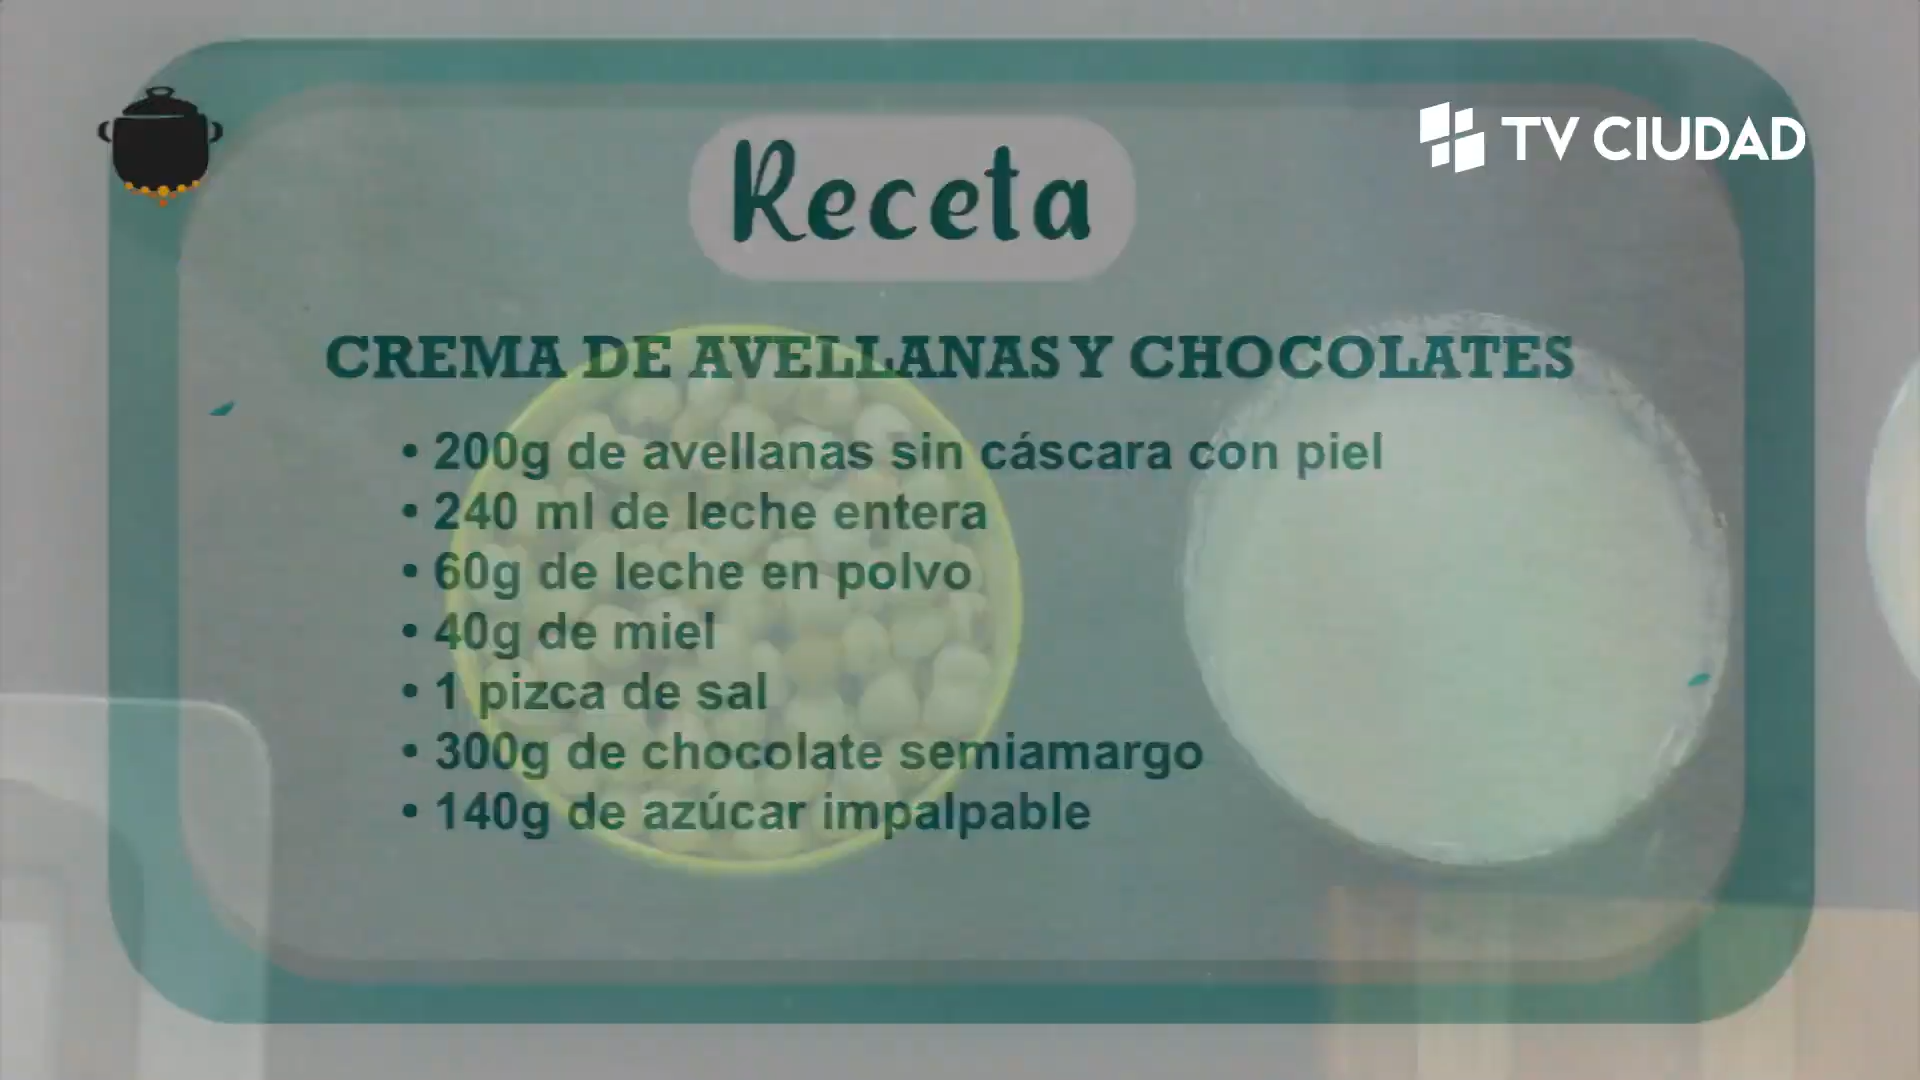 TV CIUDAD
Receta
CREMA DE AVELLANAS Y CHOCOLATES
• 200g de avellanas sin cáscara con piel
• 240 ml de leche entera
• 60g de leche en polvo
• 40g de miel
• 1 pizca de sal
• 300g de chocolate semiamargo
• 140g de azúcar impalpable